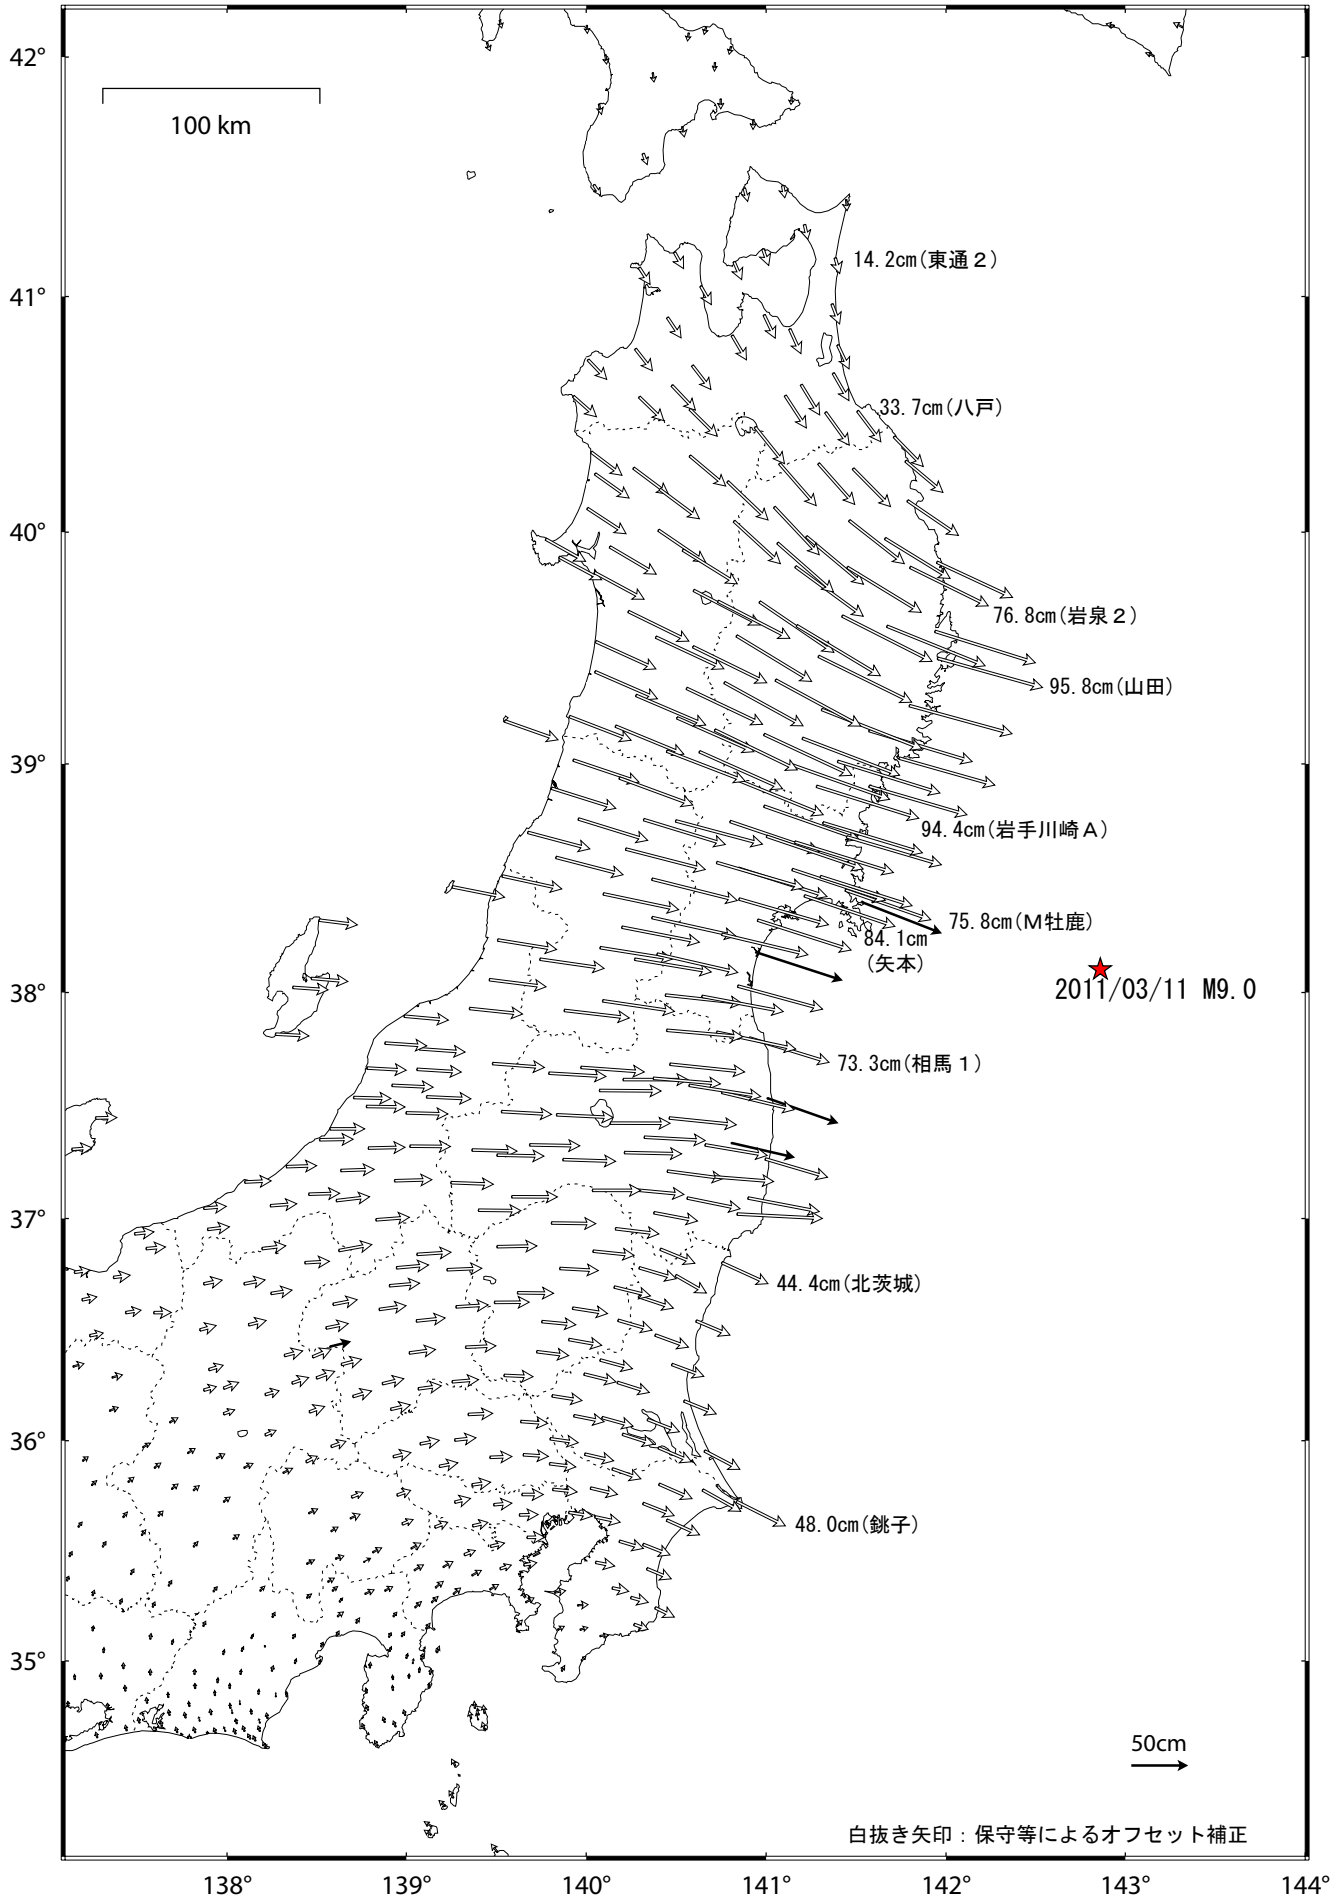 42°
100 km
14.2cm(東通２)
41°
33.7cm(八戸)
40°
76.8cm(岩泉２)
95.8cm(山田)
39°
94.4cm(岩手川崎Ａ)
75.8cm(Ｍ牡鹿)
84.1cm
(矢本)
38°
2011/03/11 M9.0
73.3cm(相馬１)
37°
44.4cm(北茨城)
36°
48.0cm(銚子)
35°
50cm
白抜き矢印：保守等によるオフセット補正
138°
139°
140°
141°
142°
143°
144°